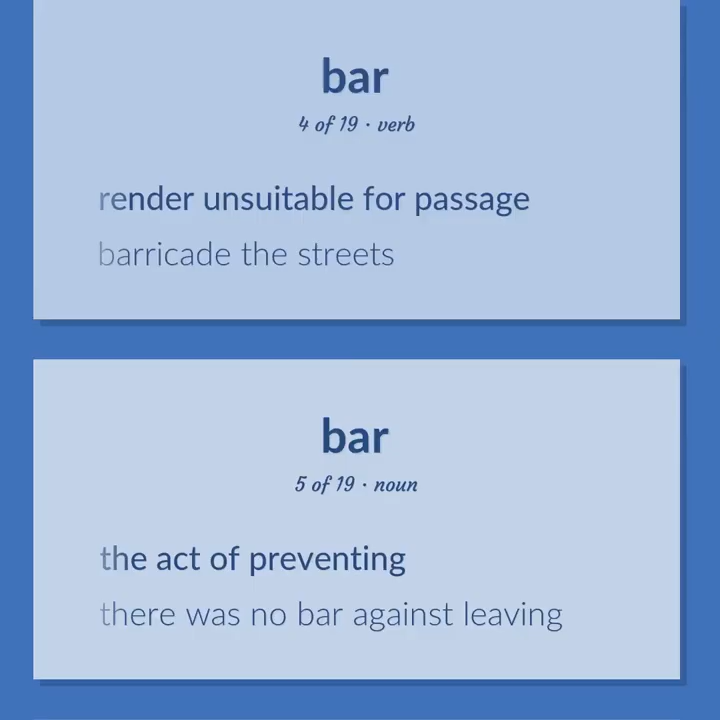 bar
4 of 19 · verb
render unsuitable for passage
barricade the streets
bar
5 of 19 · noun
the act of preventing
there was no bar against leaving